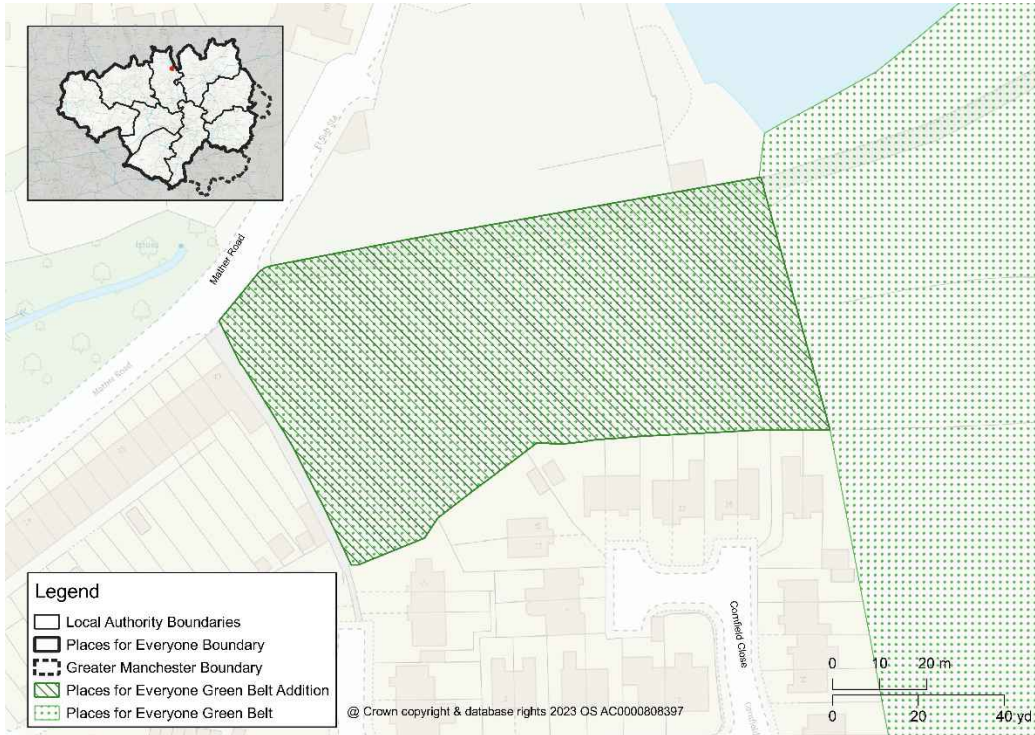 Mather Road
Mather Road
Cornfield Close
Legend
Local Authority Boundaries
Places for Everyone Boundary
Greater Manchester Boundary
Places for Everyone Green Belt Addition
Places for Everyone Green Belt
@ Crown copyright & database rights 2023 OS AC0000808397
0 10 20 m
0 20 40 yd